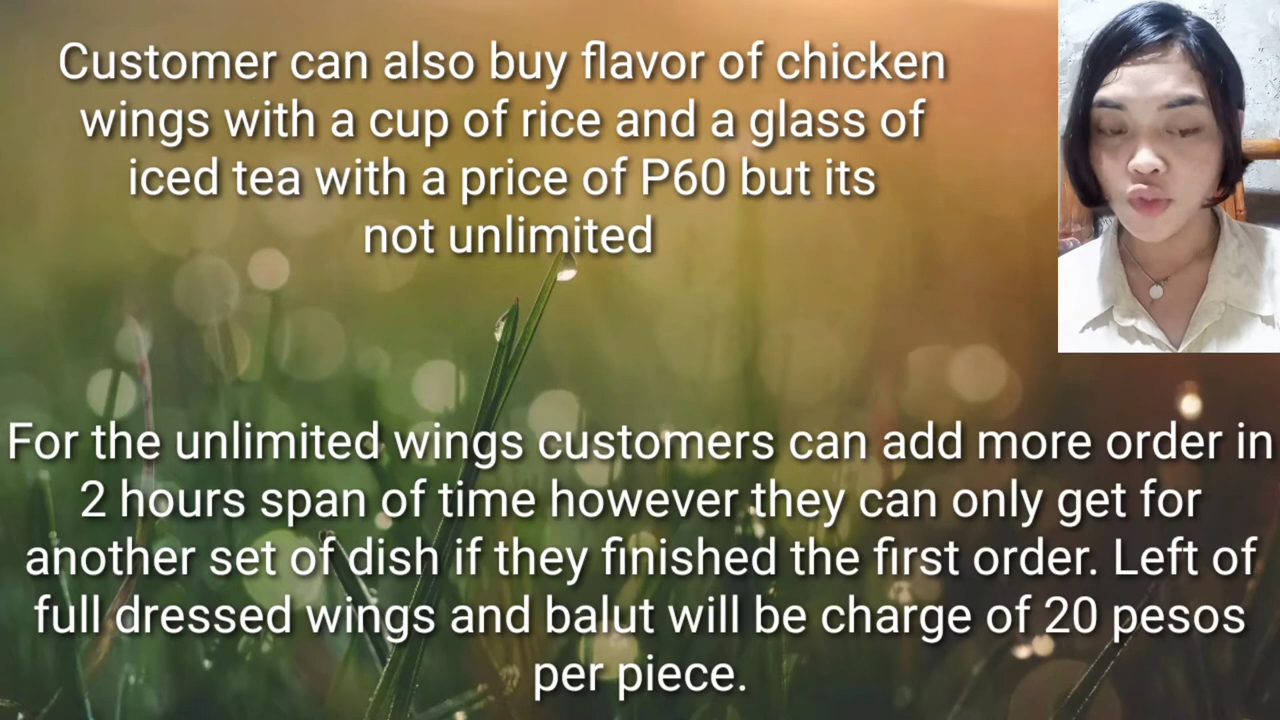 Customer can also buy flavor of chicken
wings with a cup of rice and a glass of
iced tea with a price of P60 but its
not unlimited
For the unlimited wings customers can add more order in
2 hours span of time however they can only get for
another set of dish if they finished the first order. Left of
full dressed wings and balut will be charge of 20 pesos
per piece.